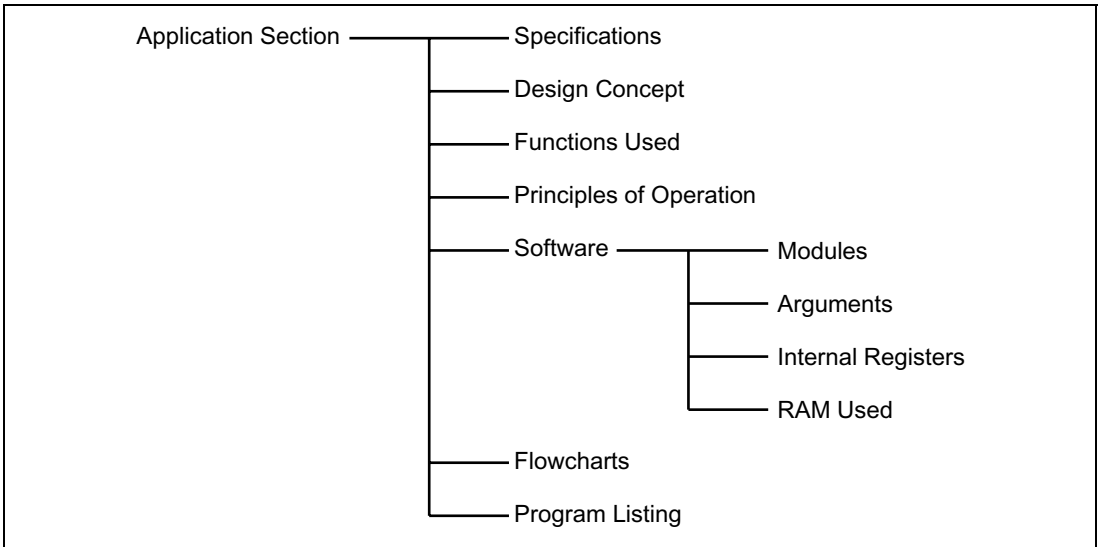 Application Section
Specifications
Design Concept
Functions Used
Principles of Operation
Software
Modules
Arguments
Internal Registers
RAM Used
Flowcharts
Program Listing